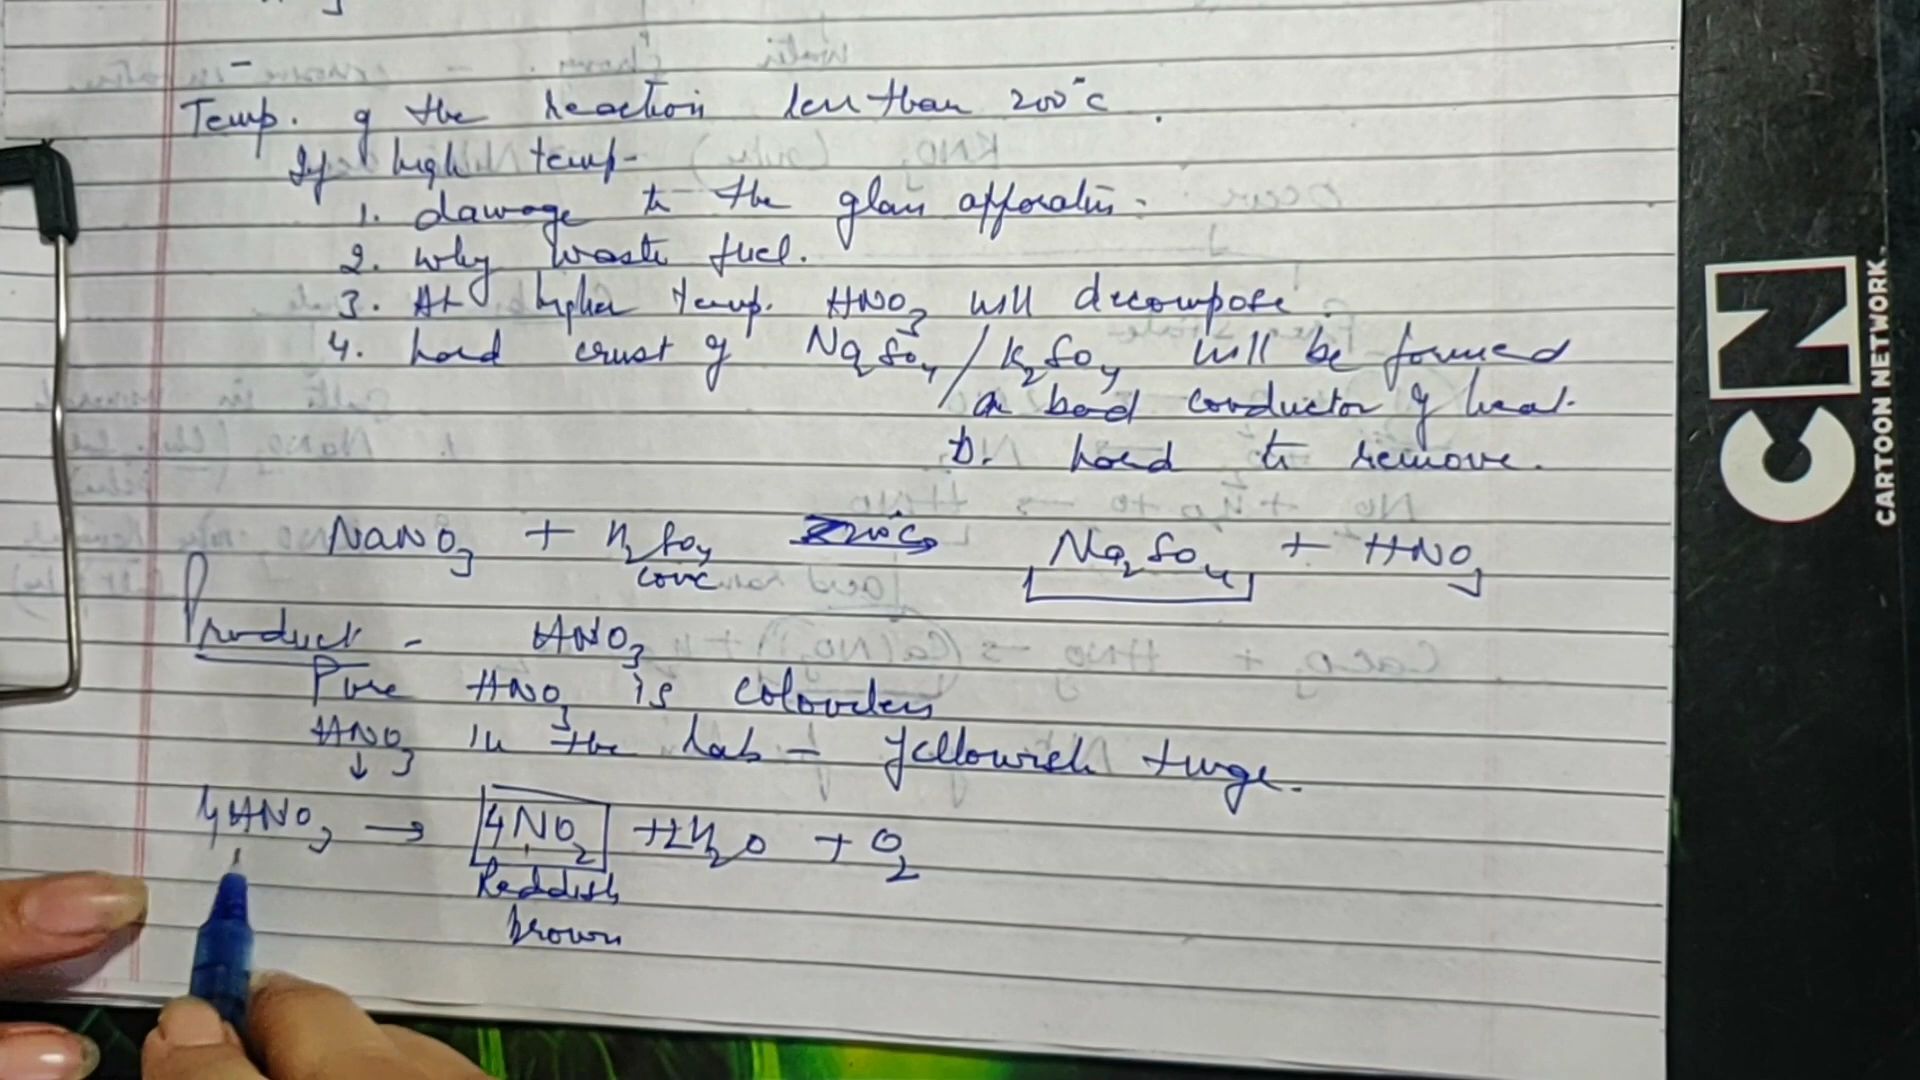 Temp. of the reaction less than 200°C.
If high temp-
1. damage to the glass apparatus.
2. why waste fuel.
3. At higher temp. HNO3 will decompose.
4. hard crust of Na2SO4/K2SO4 will be formed
a bad conductor of heat.
b. hard to remove.
NaNO3 + H2SO4 → Na2SO4 + HNO3
conc
Product - HNO3
Pure HNO3 is colourless
HNO3 in the lab - yellowish tinge.
↓
4HNO3 → 4NO2 + 2H2O + O2
Reddish
brown
CN
CARTOON NETWORK.